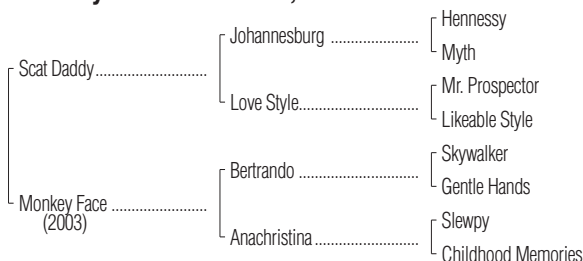 Hennessy
Johannesburg ....................
Myth
Scat Daddy.........................
Mr. Prospector
Love Style...........................
Likeable Style
Skywalker
Bertrando ...........................
Gentle Hands
Monkey Face .....................
(2003)
Slewpy
Anachristina.......................
Childhood Memories